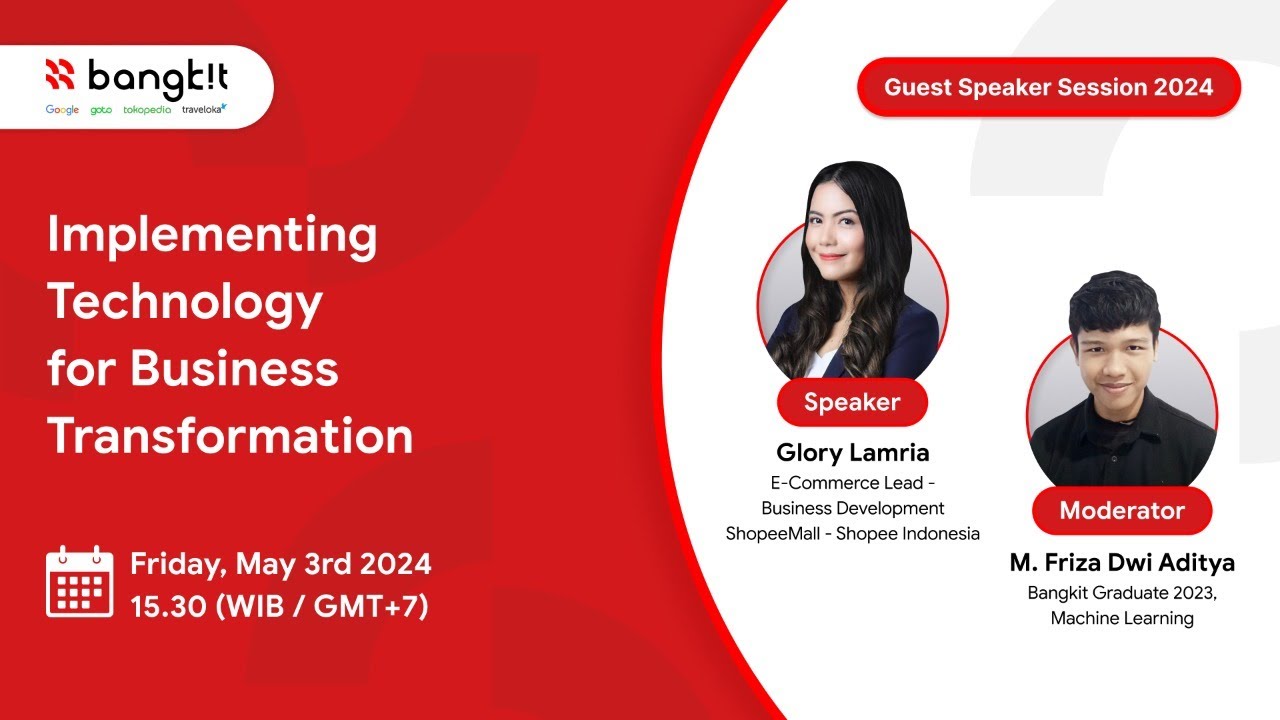 bangk!t
Google goto tokopedia traveloka
Guest Speaker Session 2024
Implementing
Technology
for Business
Transformation
Friday, May 3rd 2024
15.30 (WIB / GMT+7)
Speaker
Glory Lamria
E-Commerce Lead -
Business Development
ShopeeMall - Shopee Indonesia
Moderator
M. Friza Dwi Aditya
Bangkit Graduate 2023,
Machine Learning